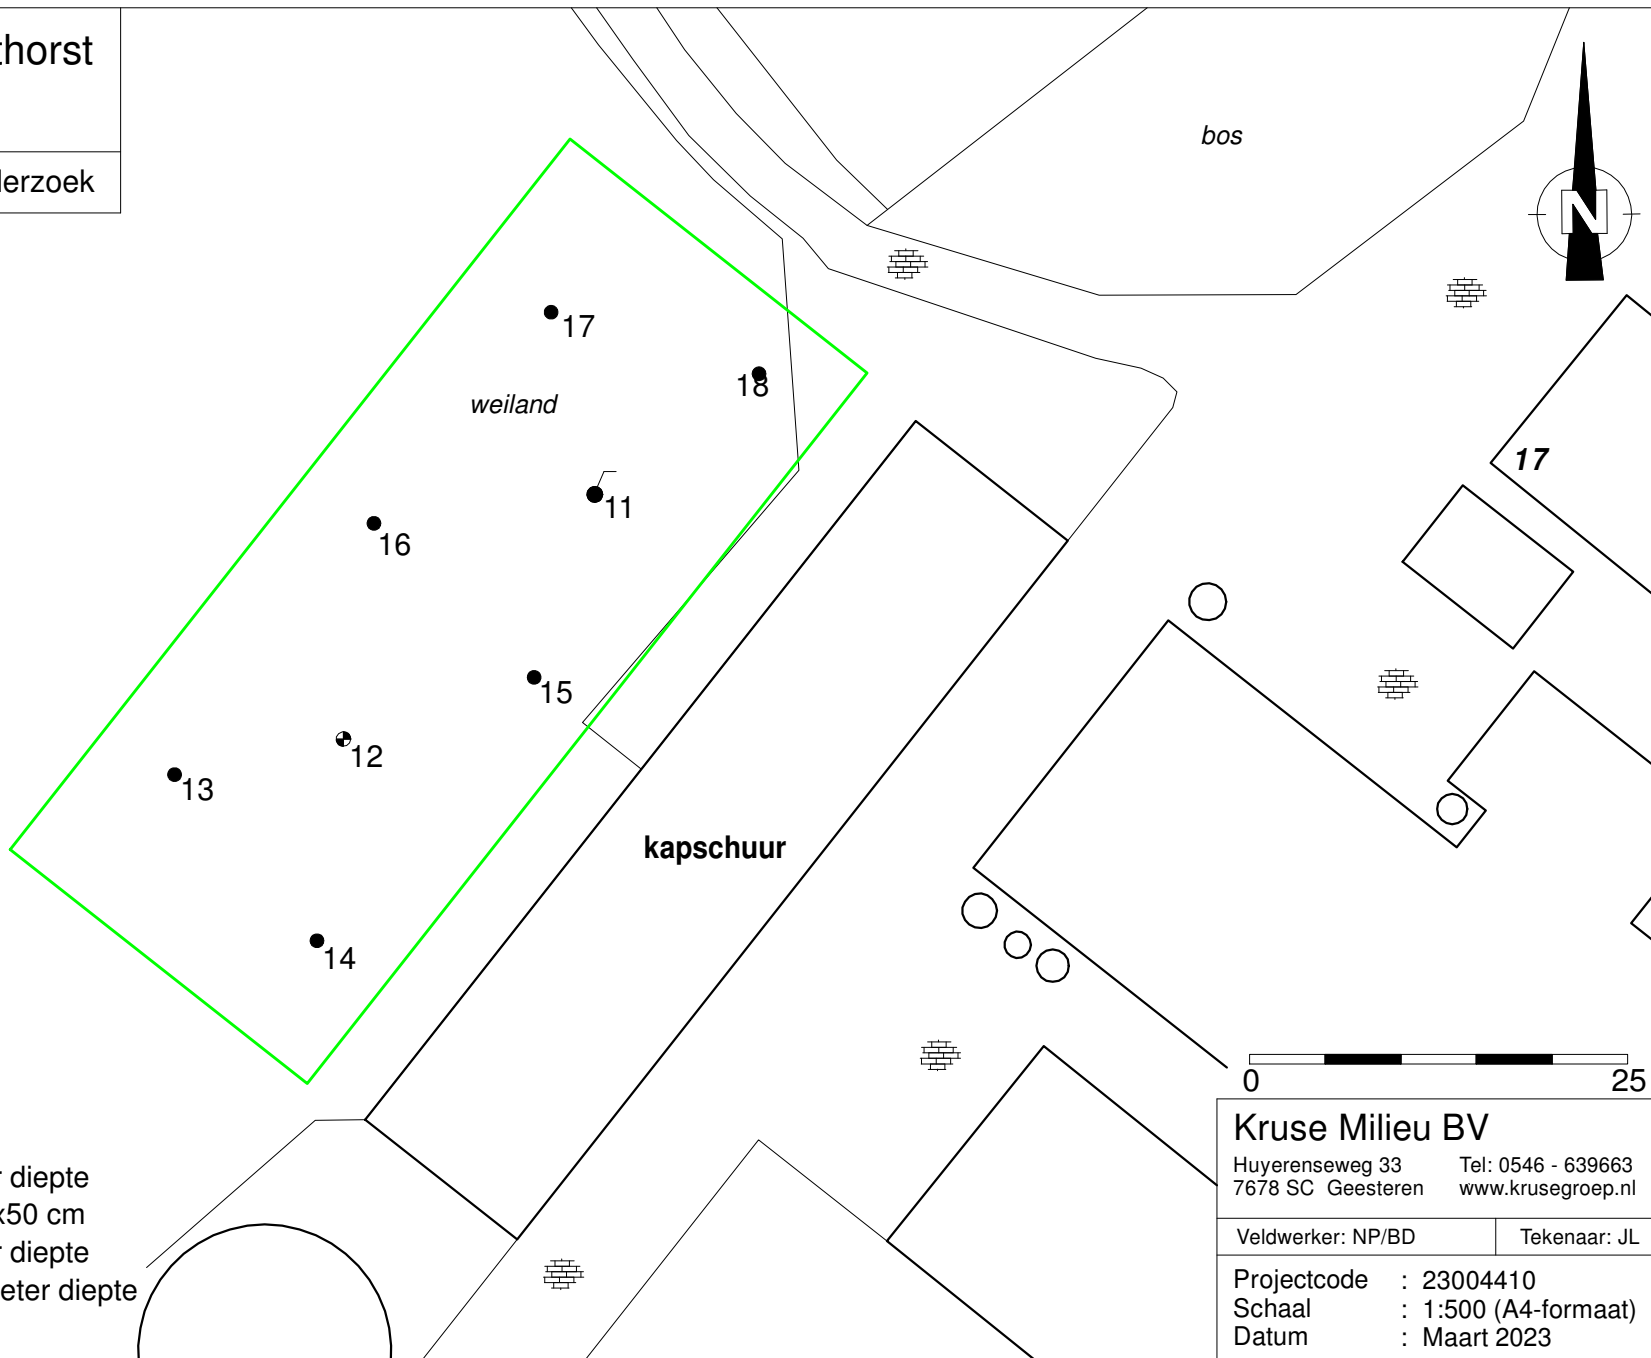 thorst
derzoek
bos
N
17
18
weiland
17
11
16
15
12
13
kapschuur
14
0 25
r diepte
x50 cm
r diepte
eter diepte
Kruse Milieu BV
Huyerenseweg 33 Tel: 0546 - 639663
7678 SC Geesteren www.krusegroep.nl
Veldwerker: NP/BD Tekenaar: JL
Projectcode : 23004410
Schaal : 1:500 (A4-formaat)
Datum : Maart 2023